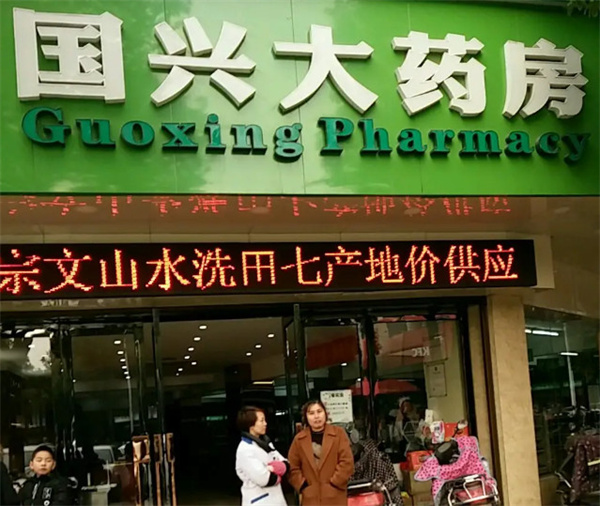 国兴大药房
Guoxing Pharmacy
宗文山水洗田七产地价供应
KFC